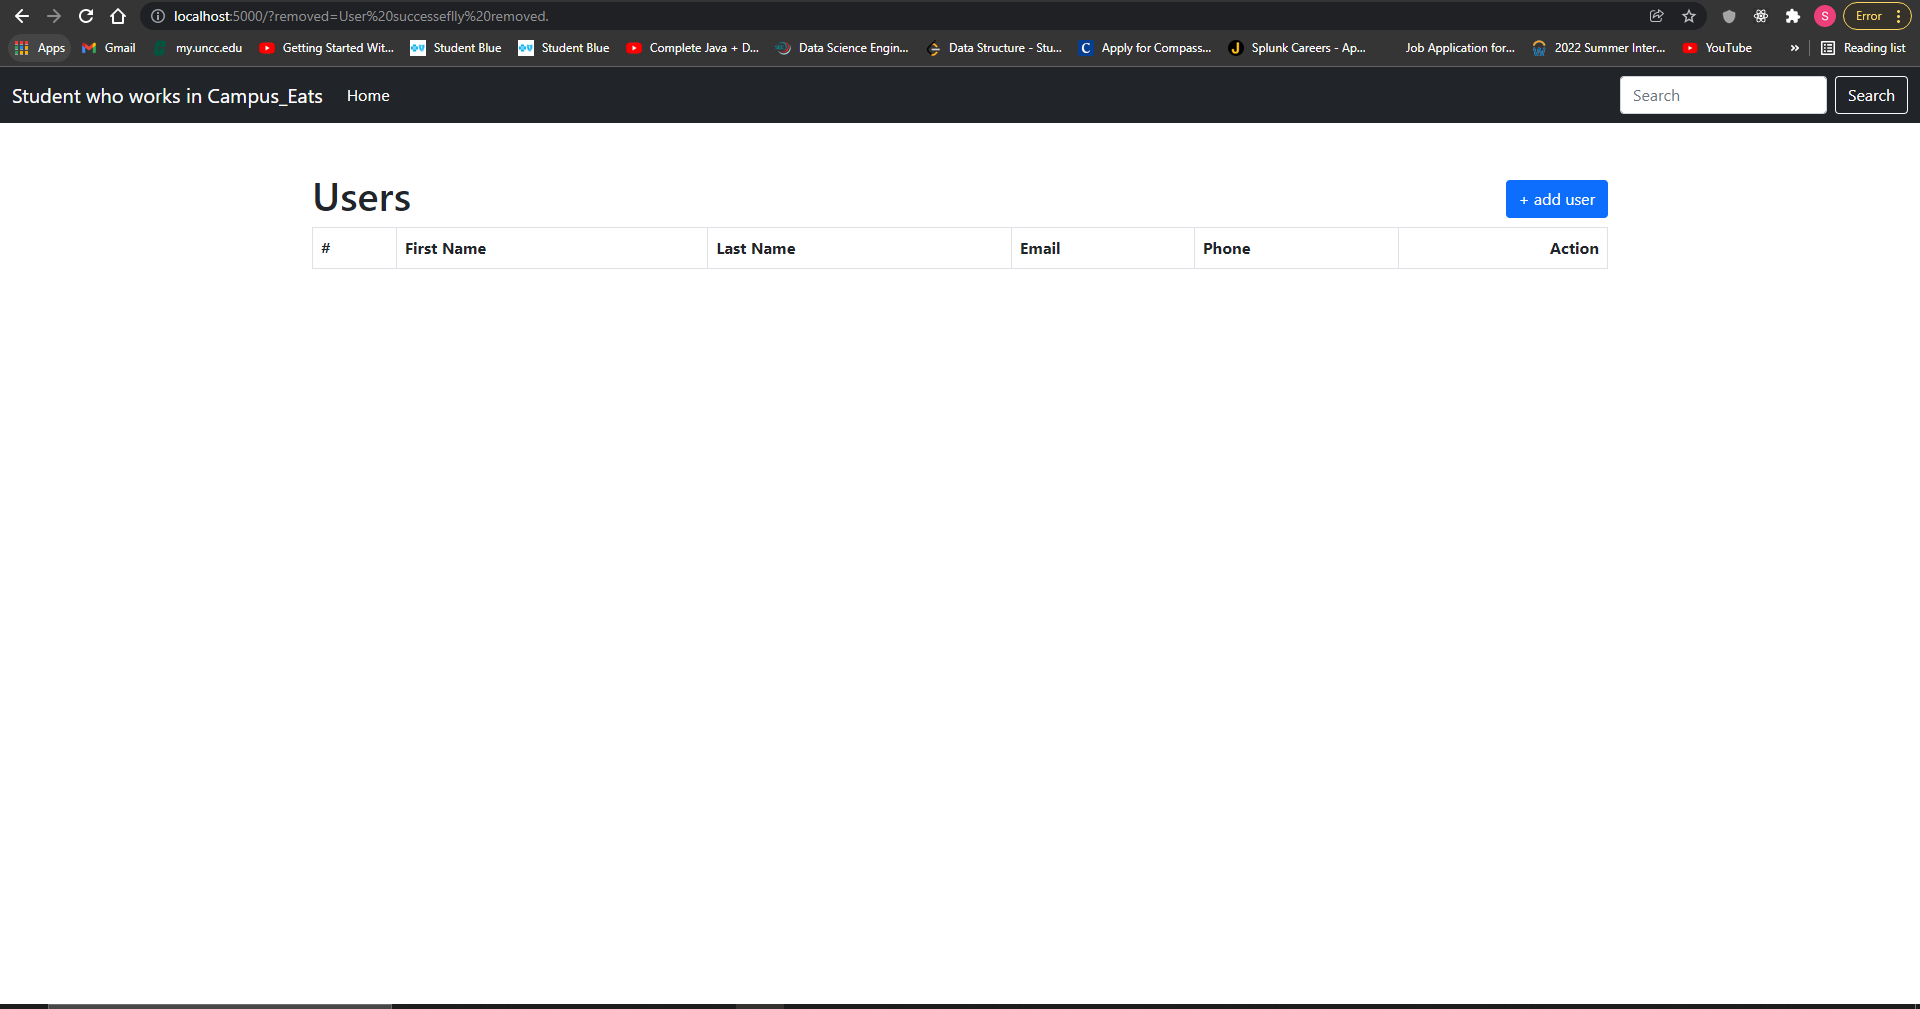 localhost:5000/?removed=User%20successeflly%20removed.
S
Error
Apps
Gmail
my.uncc.edu
Getting Started Wit...
Student Blue
Student Blue
Complete Java + D...
Data Science Engin...
Data Structure - Stu...
C
Apply for Compass...
J
Splunk Careers - Ap...
Job Application for...
2022 Summer Inter...
YouTube
»
Reading list
Student who works in Campus_Eats
Home
Search
Search
Users
+ add user
#
First Name
Last Name
Email
Phone
Action